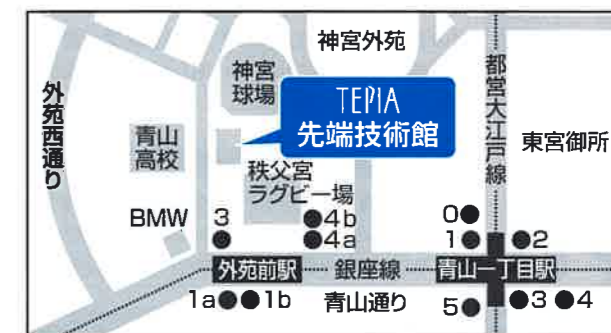 神宮外苑
神宮
球場
TEPIA
先端技術館
都営大江戸線
東宮御所
外苑西通り
青山
高校
秩父宮
ラグビー場
BMW
3
●4b
●4a
0●
1●
●2
外苑前駅
銀座線
青山一丁目駅
1a●●1b
青山通り
5●
●3 ●4